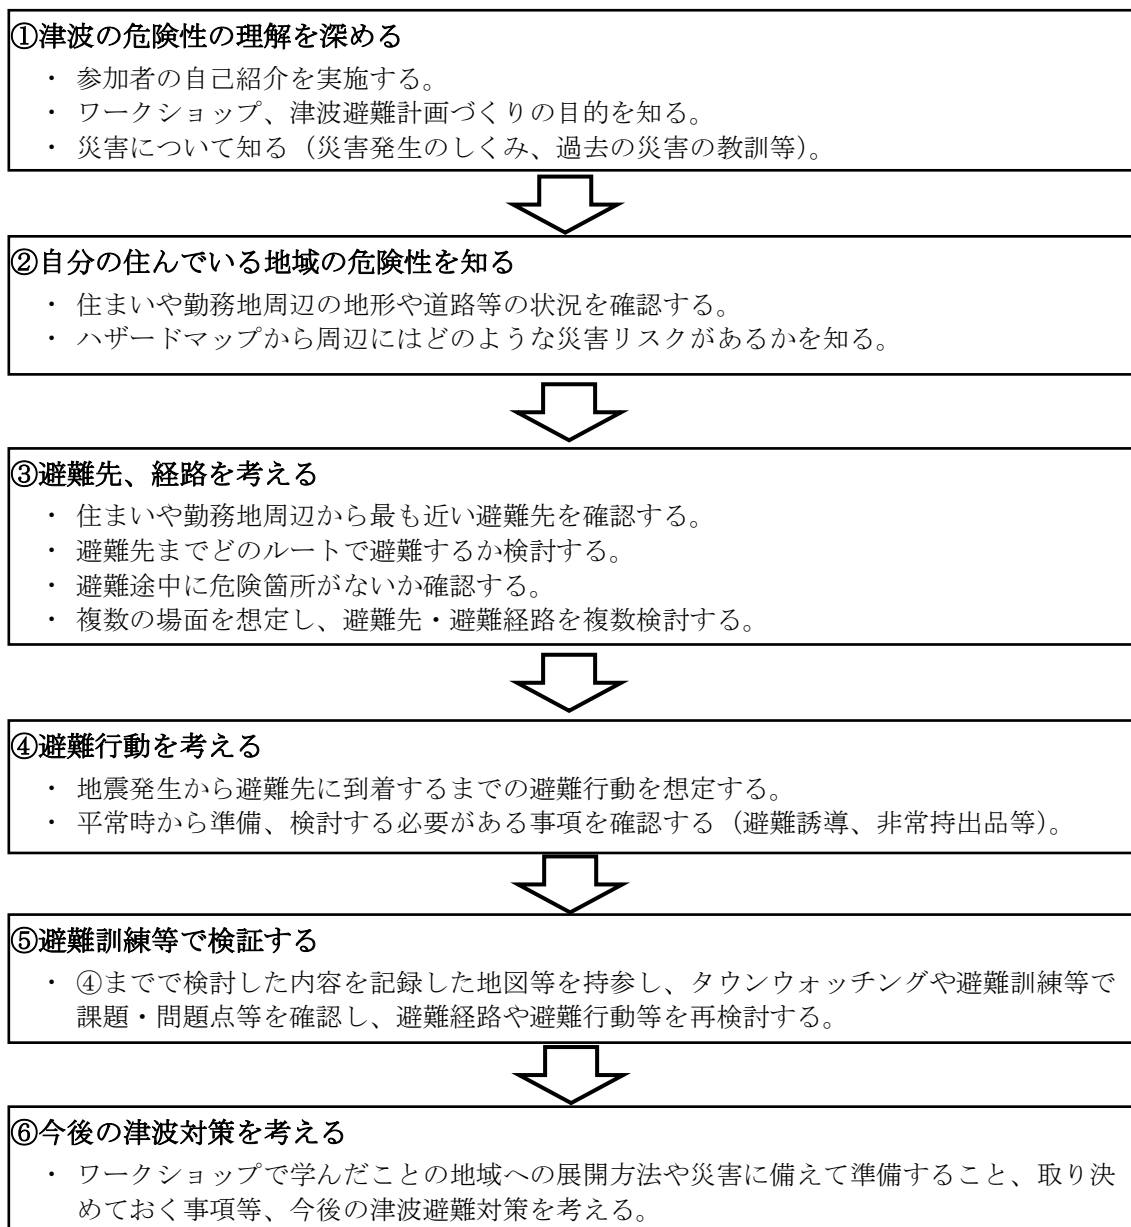 ①津波の危険性の理解を深める
・ 参加者の自己紹介を実施する。
・ ワークショップ、津波避難計画づくりの目的を知る。
・ 災害について知る（災害発生のしくみ、過去の災害の教訓等）。
②自分の住んでいる地域の危険性を知る
・ 住まいや勤務地周辺の地形や道路等の状況を確認する。
・ ハザードマップから周辺にはどのような災害リスクがあるかを知る。
③避難先、経路を考える
・ 住まいや勤務地周辺から最も近い避難先を確認する。
・ 避難先までどのルートで避難するか検討する。
・ 避難途中に危険箇所がないか確認する。
・ 複数の場面を想定し、避難先・避難経路を複数検討する。
④避難行動を考える
・ 地震発生から避難先に到着するまでの避難行動を想定する。
・ 平常時から準備、検討する必要がある事項を確認する（避難誘導、非常持出品等）。
⑤避難訓練等で検証する
・ ④までで検討した内容を記録した地図等を持参し、タウンウォッチングや避難訓練等で
課題・問題点等を確認し、避難経路や避難行動等を再検討する。
⑥今後の津波対策を考える
・ ワークショップで学んだことの地域への展開方法や災害に備えて準備すること、取り決
めておく事項等、今後の津波避難対策を考える。